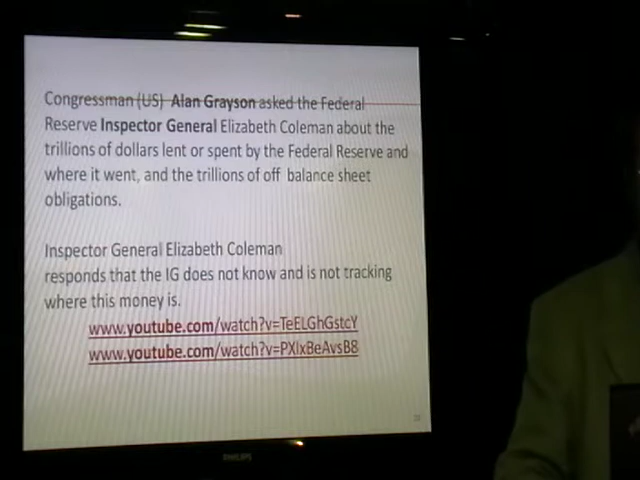 Congressman (US) Alan Grayson asked the Federal
Reserve Inspector General Elizabeth Coleman about the
trillions of dollars lent or spent by the Federal Reserve and
where it went, and the trillions of off balance sheet
obligations.
Inspector General Elizabeth Coleman
responds that the IG does not know and is not tracking
where this money is.
www.youtube.com/watch?v=TeELGhGstcY
www.youtube.com/watch?v=PXlxBeAvsB8
PHILIPS